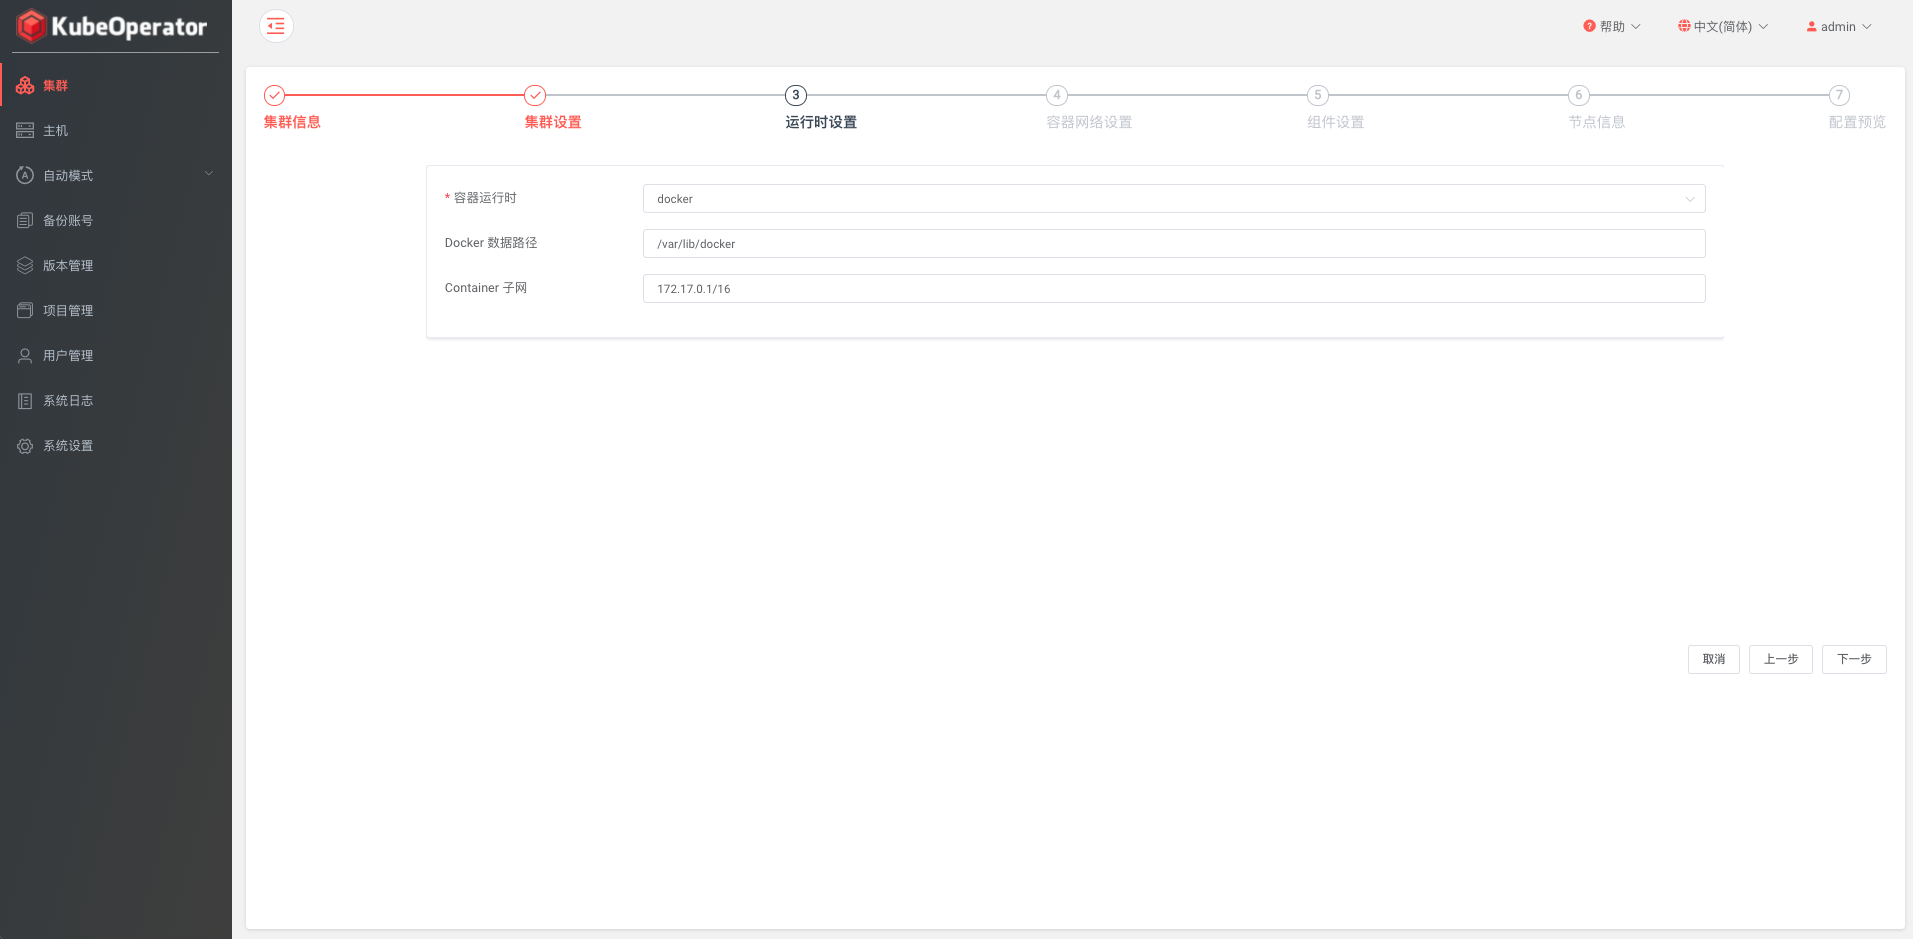 KubeOperator
帮助
中文(简体)
admin
集群
主机
自动模式
备份账号
版本管理
项目管理
用户管理
系统日志
系统设置
3
4
5
6
7
集群信息
集群设置
运行时设置
容器网络设置
组件设置
节点信息
配置预览
* 容器运行时
docker
Docker 数据路径
/var/lib/docker
Container 子网
172.17.0.1/16
取消
上一步
下一步